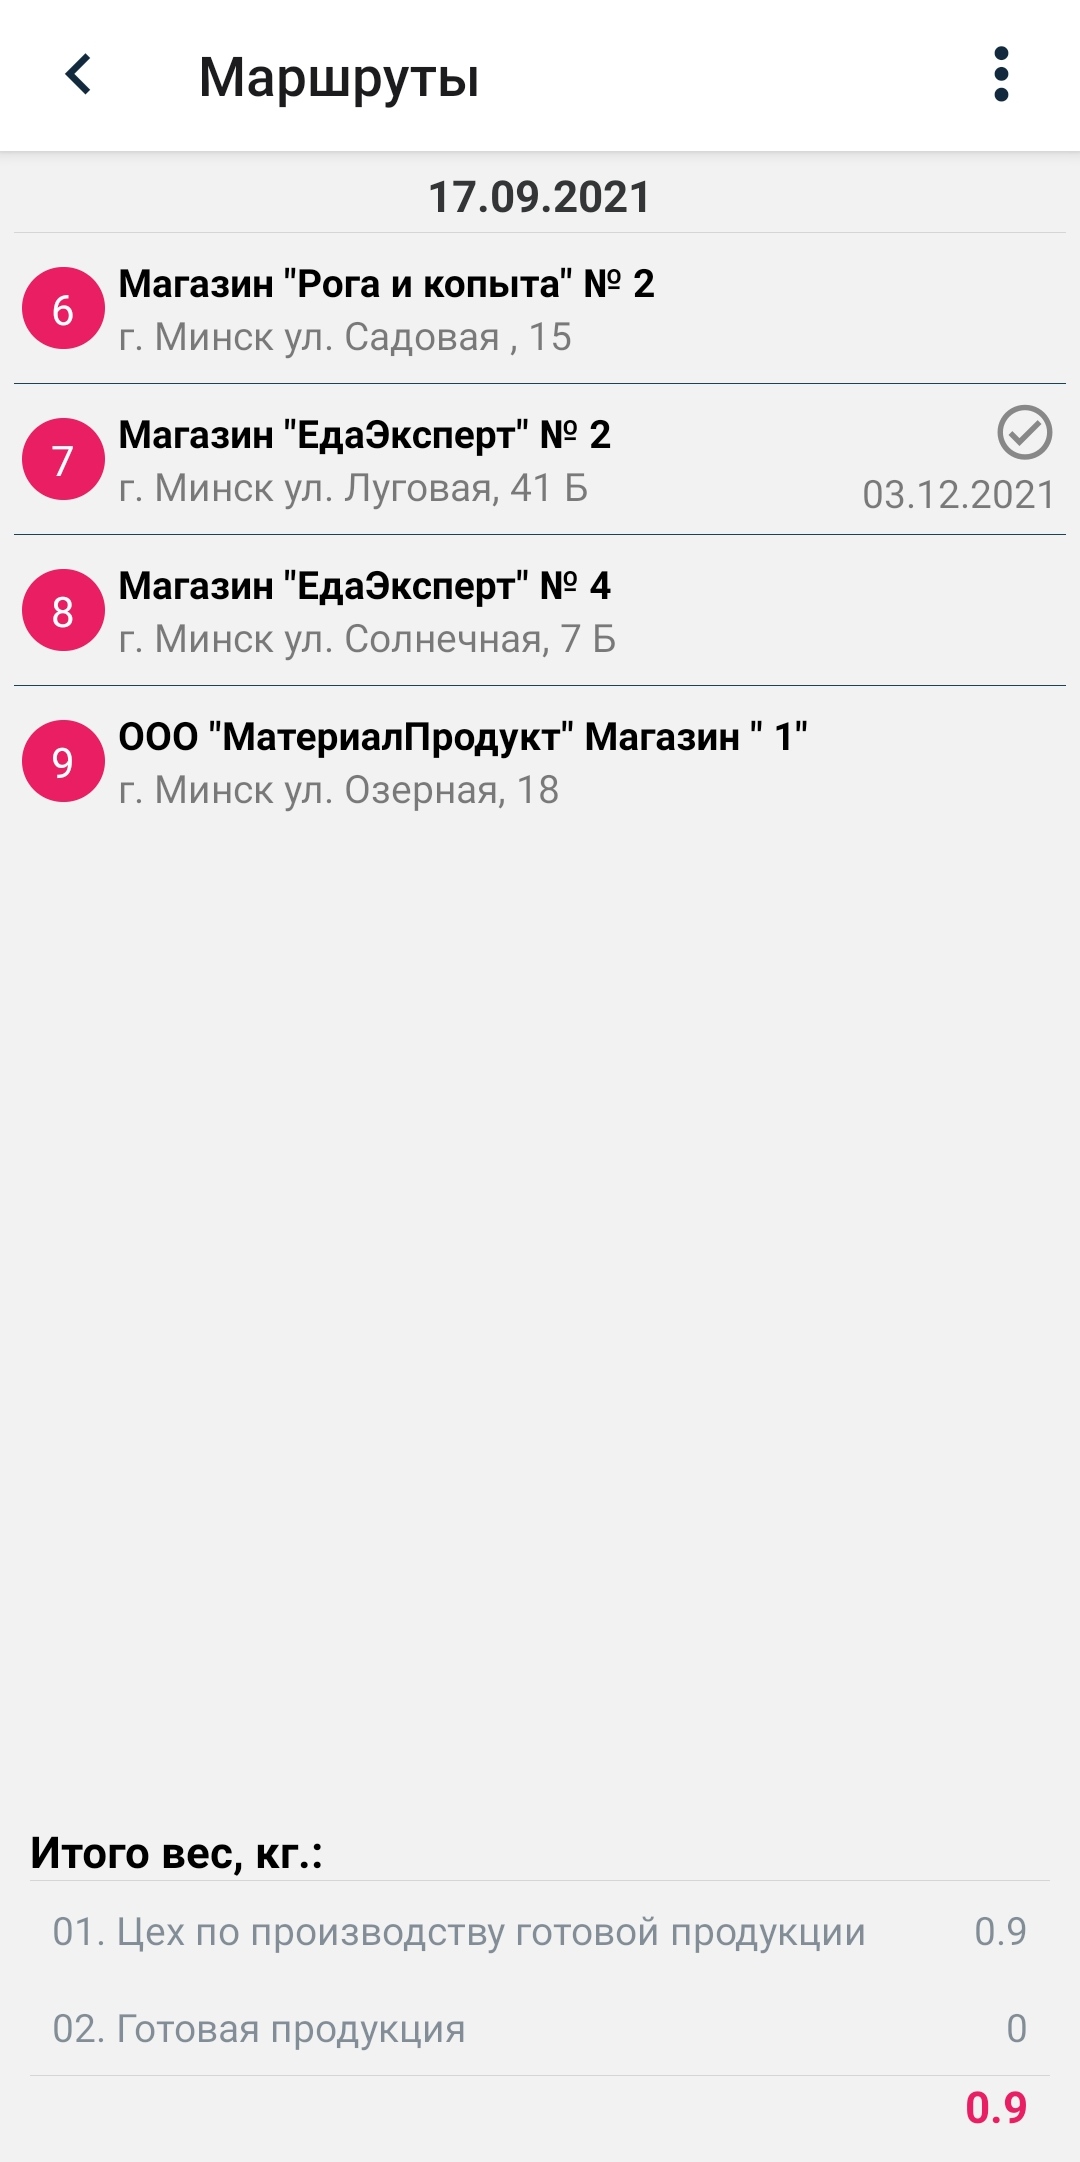 Маршруты
17.09.2021
6
Магазин "Рога и копыта" № 2
г. Минск ул. Садовая , 15
7
Магазин "ЕдаЭксперт" № 2
г. Минск ул. Луговая, 41 Б
03.12.2021
8
Магазин "ЕдаЭксперт" № 4
г. Минск ул. Солнечная, 7 Б
9
ООО "МатериалПродукт" Магазин " 1"
г. Минск ул. Озерная, 18
Итого вес, кг.:
01. Цех по производству готовой продукции 0.9
02. Готовая продукция 0
0.9